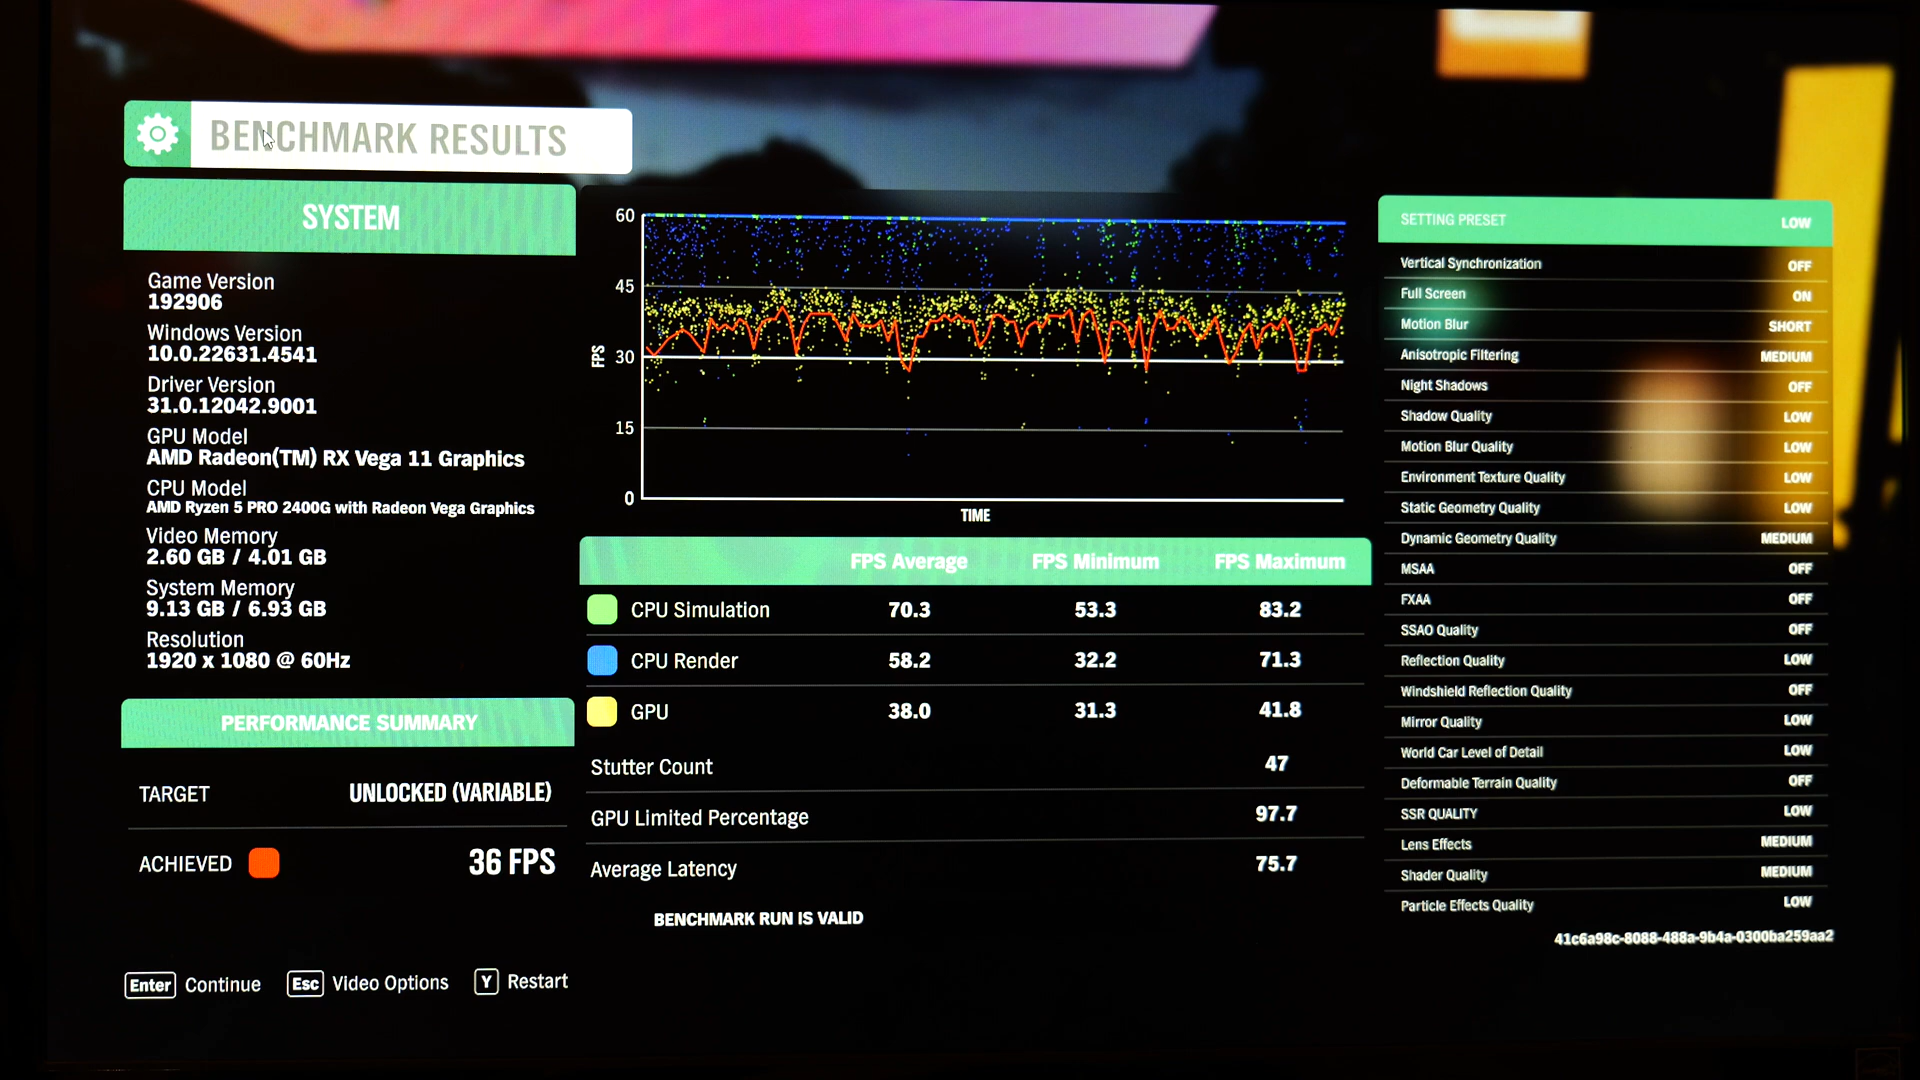 BENCHMARK RESULTS
SYSTEM
Game Version
192906
Windows Version
10.0.22631.4541
Driver Version
31.0.12042.9001
GPU Model
AMD Radeon(TM) RX Vega 11 Graphics
CPU Model
AMD Ryzen 5 PRO 2400G with Radeon Vega Graphics
Video Memory
2.60 GB / 4.01 GB
System Memory
9.13 GB / 6.93 GB
Resolution
1920 x 1080 @ 60Hz
PERFORMANCE SUMMARY
TARGET UNLOCKED (VARIABLE)
ACHIEVED 36 FPS
Enter Continue Esc Video Options Y Restart
60
45
FPS
30
15
0
TIME
FPS Average FPS Minimum FPS Maximum
CPU Simulation 70.3 53.3 83.2
CPU Render 58.2 32.2 71.3
GPU 38.0 31.3 41.8
Stutter Count 47
GPU Limited Percentage 97.7
Average Latency 75.7
BENCHMARK RUN IS VALID
SETTING PRESET LOW
Vertical Synchronization OFF
Full Screen ON
Motion Blur SHORT
Anisotropic Filtering MEDIUM
Night Shadows OFF
Shadow Quality LOW
Motion Blur Quality LOW
Environment Texture Quality LOW
Static Geometry Quality LOW
Dynamic Geometry Quality MEDIUM
MSAA OFF
FXAA OFF
SSAO Quality OFF
Reflection Quality LOW
Windshield Reflection Quality OFF
Mirror Quality LOW
World Car Level of Detail LOW
Deformable Terrain Quality OFF
SSR QUALITY LOW
Lens Effects MEDIUM
Shader Quality MEDIUM
Particle Effects Quality LOW
41c6a98c-8088-488a-9b4a-0300ba259aa2